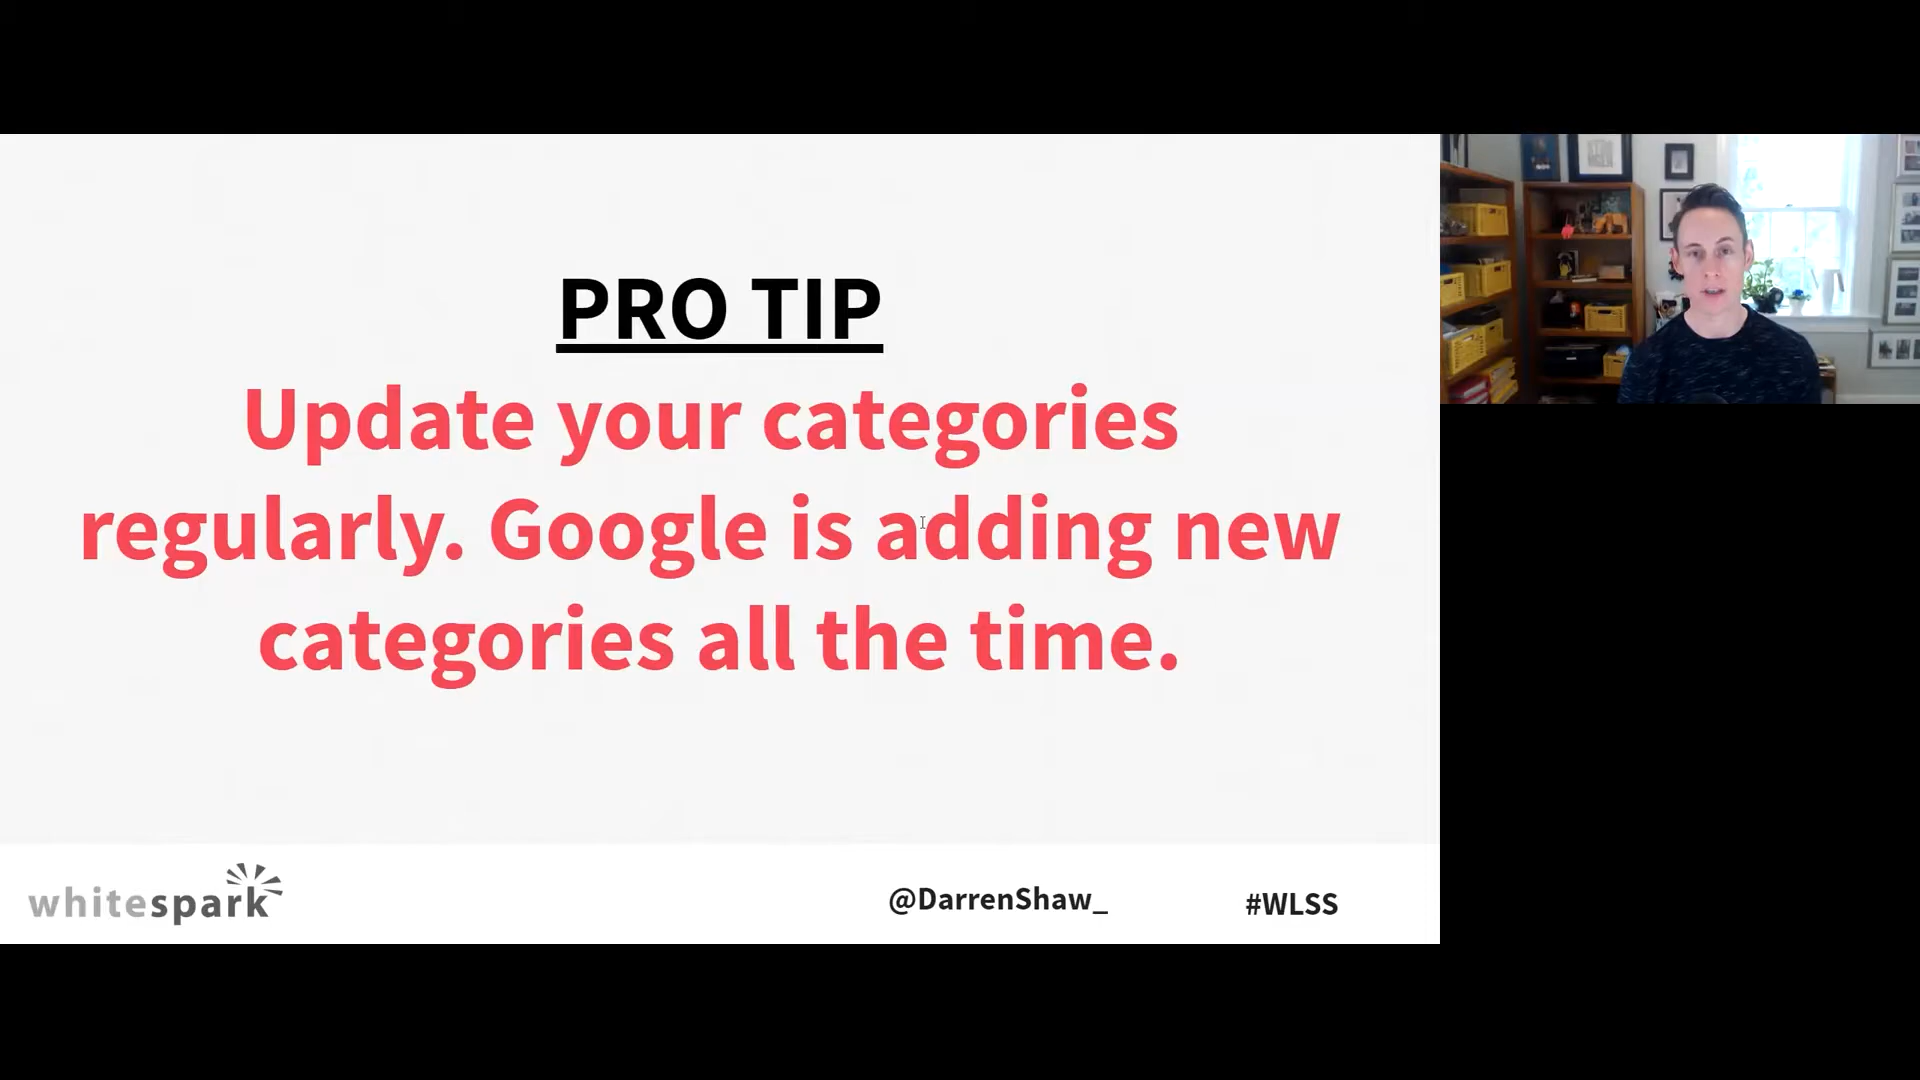 PRO TIP
Update your categories
regularly. Google is adding new
categories all the time.
whitespark
@DarrenShaw_
#WLSS